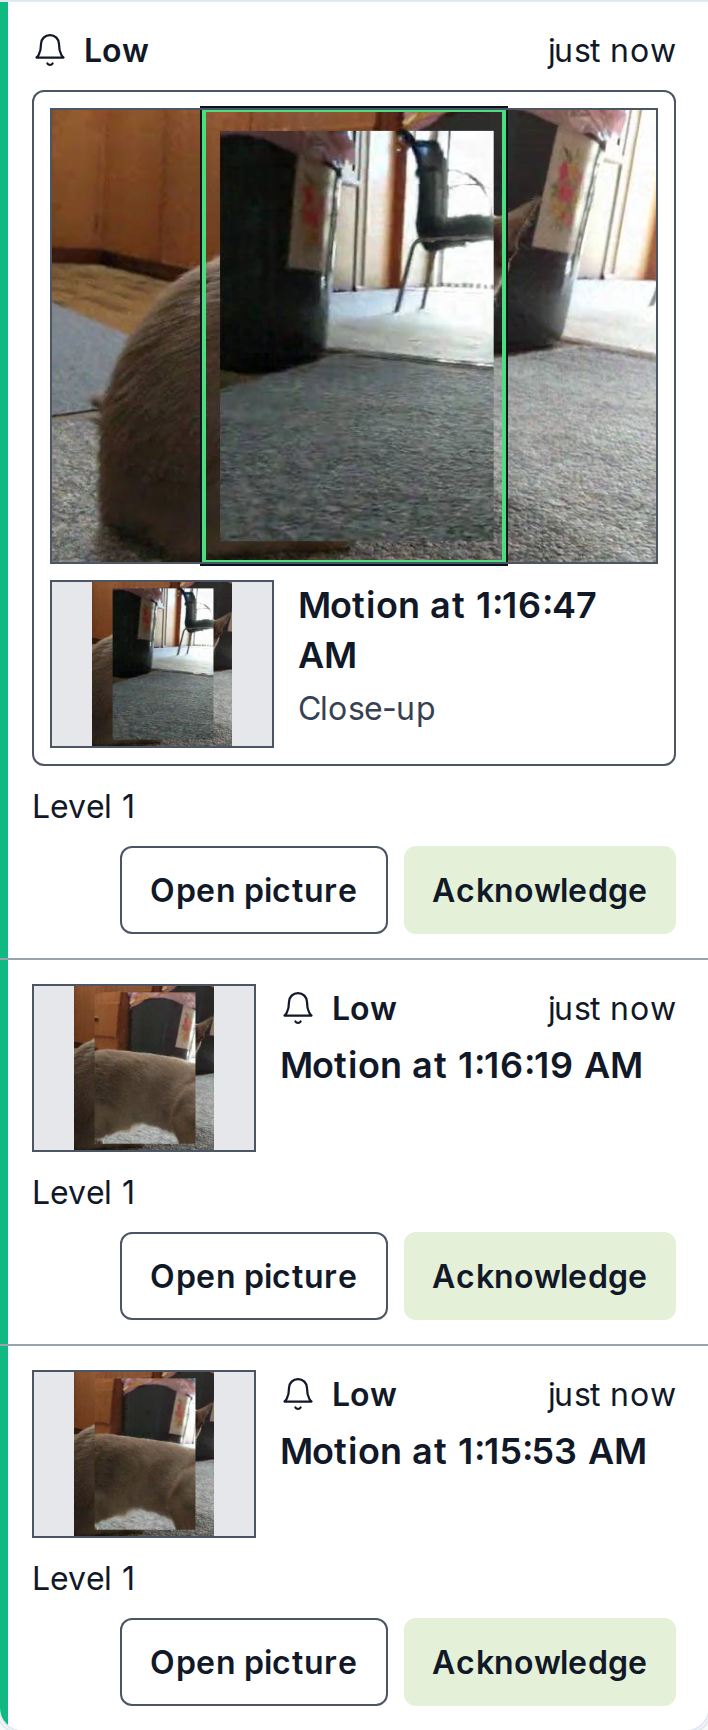 Low just now
Motion at 1:16:47
AM
Close-up
Level 1
Open picture Acknowledge
Low just now
Motion at 1:16:19 AM
Level 1
Open picture Acknowledge
Low just now
Motion at 1:15:53 AM
Level 1
Open picture Acknowledge